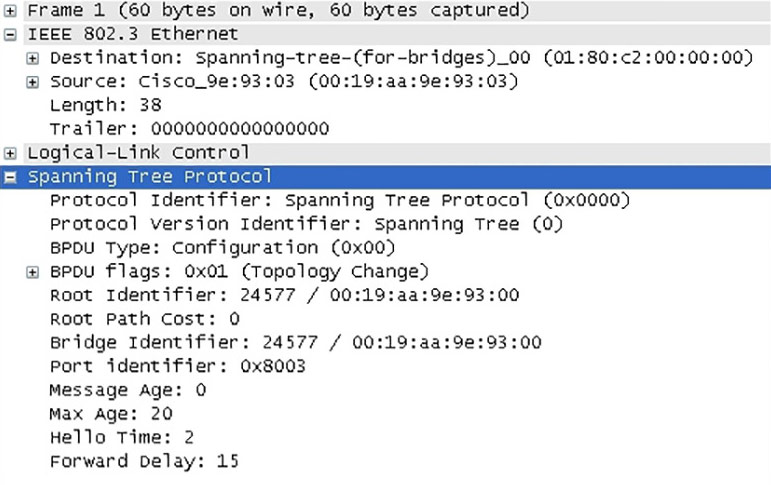 Frame 1 (60 bytes on wire, 60 bytes captured)
IEEE 802.3 Ethernet
Destination: Spanning-tree-(for-bridges)_00 (01:80:c2:00:00:00)
Source: Cisco_9e:93:03 (00:19:aa:9e:93:03)
Length: 38
Trailer: 0000000000000000
Logical-Link Control
Spanning Tree Protocol
Protocol Identifier: Spanning Tree Protocol (0x0000)
Protocol Version Identifier: Spanning Tree (0)
BPDU Type: Configuration (0x00)
BPDU flags: 0x01 (Topology Change)
Root Identifier: 24577 / 00:19:aa:9e:93:00
Root Path Cost: 0
Bridge Identifier: 24577 / 00:19:aa:9e:93:00
Port identifier: 0x8003
Message Age: 0
Max Age: 20
Hello Time: 2
Forward Delay: 15